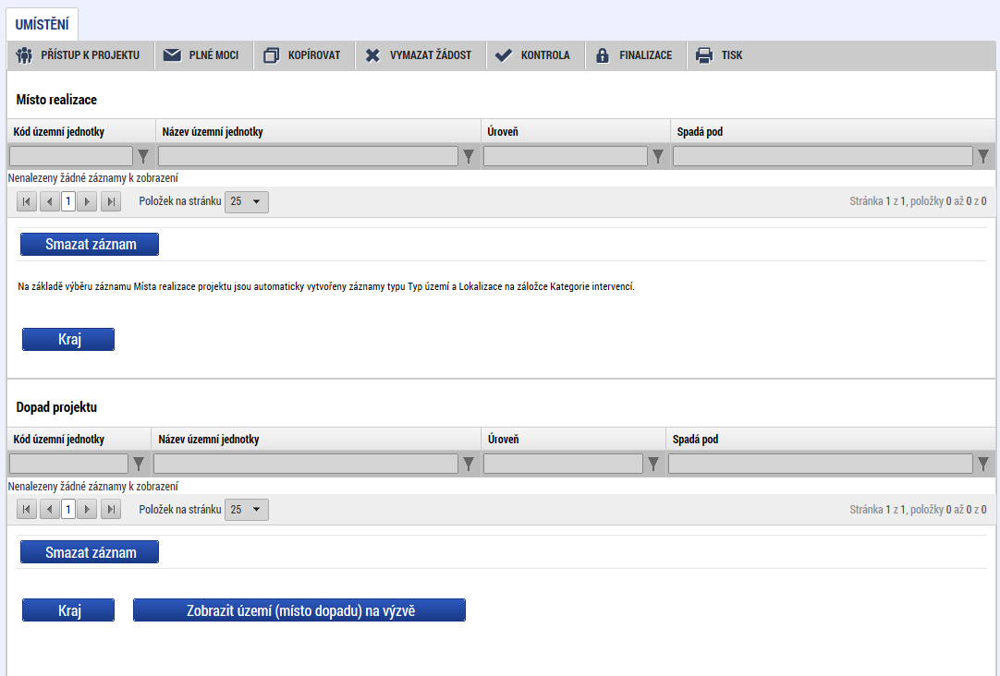 UMÍSTĚNÍ
PŘÍSTUP K PROJEKTU PLNÉ MOCI KOPÍROVAT VYMAZAT ŽÁDOST KONTROLA FINALIZACE TISK
Místo realizace
Kód územní jednotky Název územní jednotky Úroveň Spadá pod
Nenalezeny žádné záznamy k zobrazení
1 Položek na stránku 25 Stránka 1 z 1, položky 0 až 0 z 0
Smazat záznam
Na základě výběru záznamu Místa realizace projektu jsou automaticky vytvořeny záznamy typu Typ území a Lokalizace na záložce Kategorie intervencí.
Kraj
Dopad projektu
Kód územní jednotky Název územní jednotky Úroveň Spadá pod
Nenalezeny žádné záznamy k zobrazení
1 Položek na stránku 25 Stránka 1 z 1, položky 0 až 0 z 0
Smazat záznam
Kraj Zobrazit území (místo dopadu) na výzvě